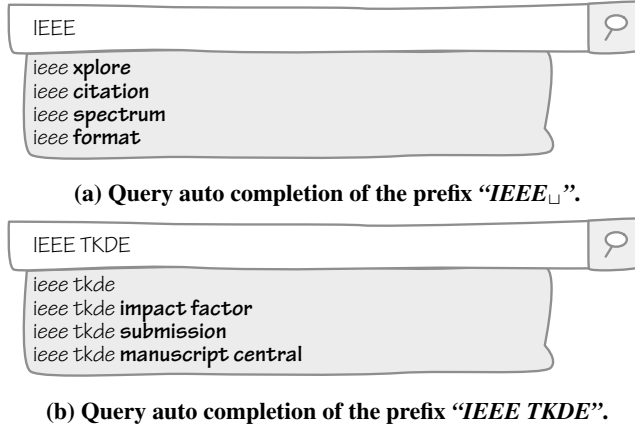 IEEE
ieee xplore
ieee citation
ieee spectrum
ieee format
(a) Query auto completion of the prefix “IEEE␣”.
IEEE TKDE
ieee tkde
ieee tkde impact factor
ieee tkde submission
ieee tkde manuscript central
(b) Query auto completion of the prefix “IEEE TKDE”.